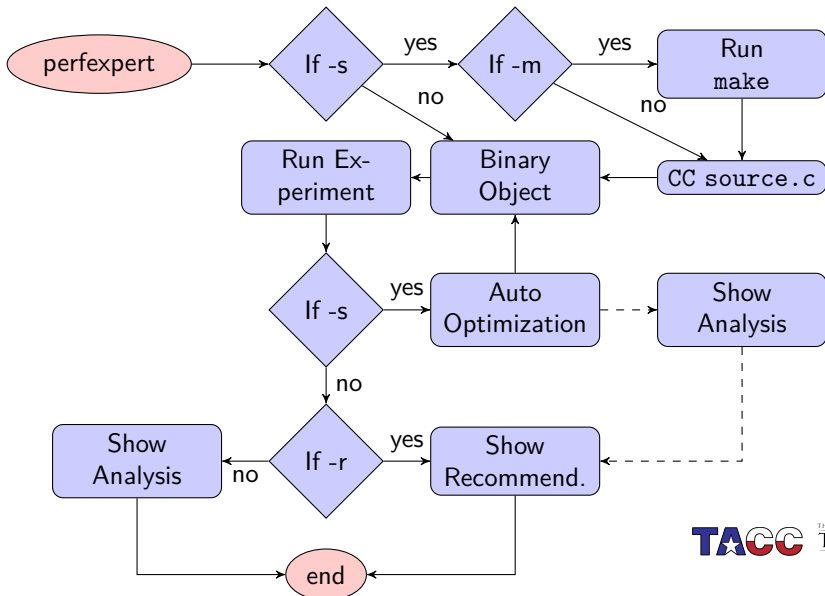 perfexpert
If -s
yes
If -m
yes
Run
make
no
no
Run Ex-
periment
Binary
Object
CC source.c
If -s
yes
Auto
Optimization
Show
Analysis
no
Show
Analysis
no
If -r
yes
Show
Recommend.
end
TACC